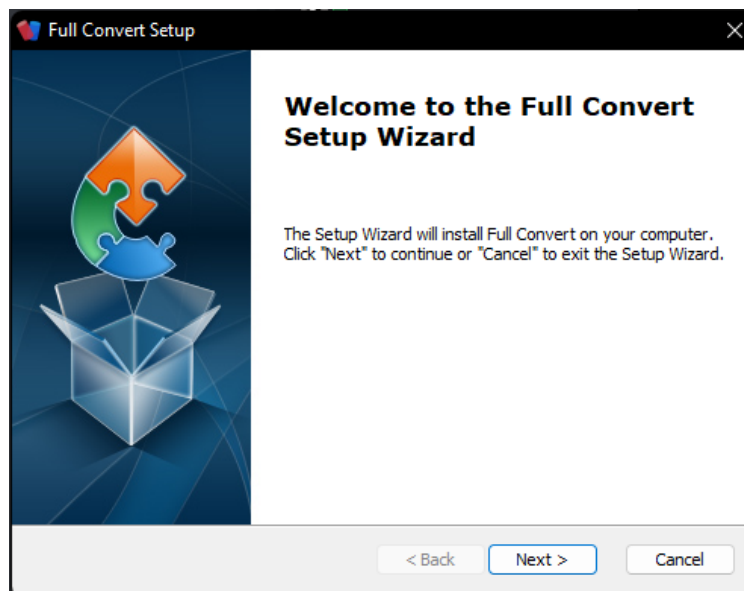 Full Convert Setup
Welcome to the Full Convert
Setup Wizard
The Setup Wizard will install Full Convert on your computer.
Click "Next" to continue or "Cancel" to exit the Setup Wizard.
< Back Next > Cancel